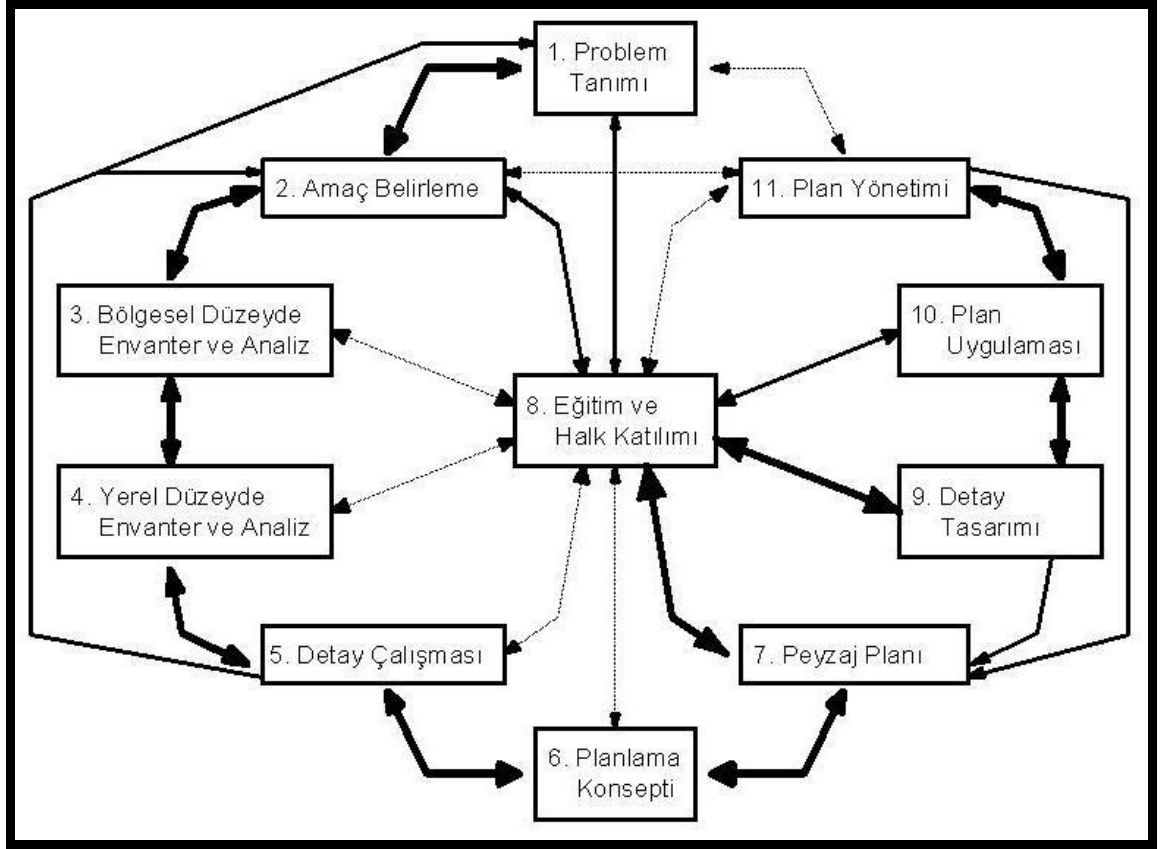 1. Problem
Tanımı
2. Amaç Belirleme
11. Plan Yönetimi
3. Bölgesel Düzeyde
Envanter ve Analiz
10. Plan
Uygulaması
8. Eğitim ve
Halk Katılımı
4. Yerel Düzeyde
Envanter ve Analiz
9. Detay
Tasarımı
5. Detay Çalışması
7. Peyzaj Planı
6. Planlama
Konsepti